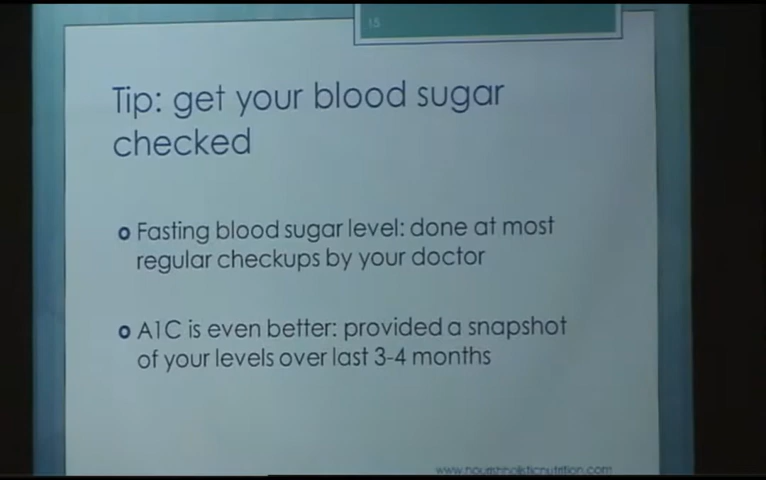 15
Tip: get your blood sugar
checked
Fasting blood sugar level: done at most
regular checkups by your doctor
A1C is even better: provided a snapshot
of your levels over last 3-4 months